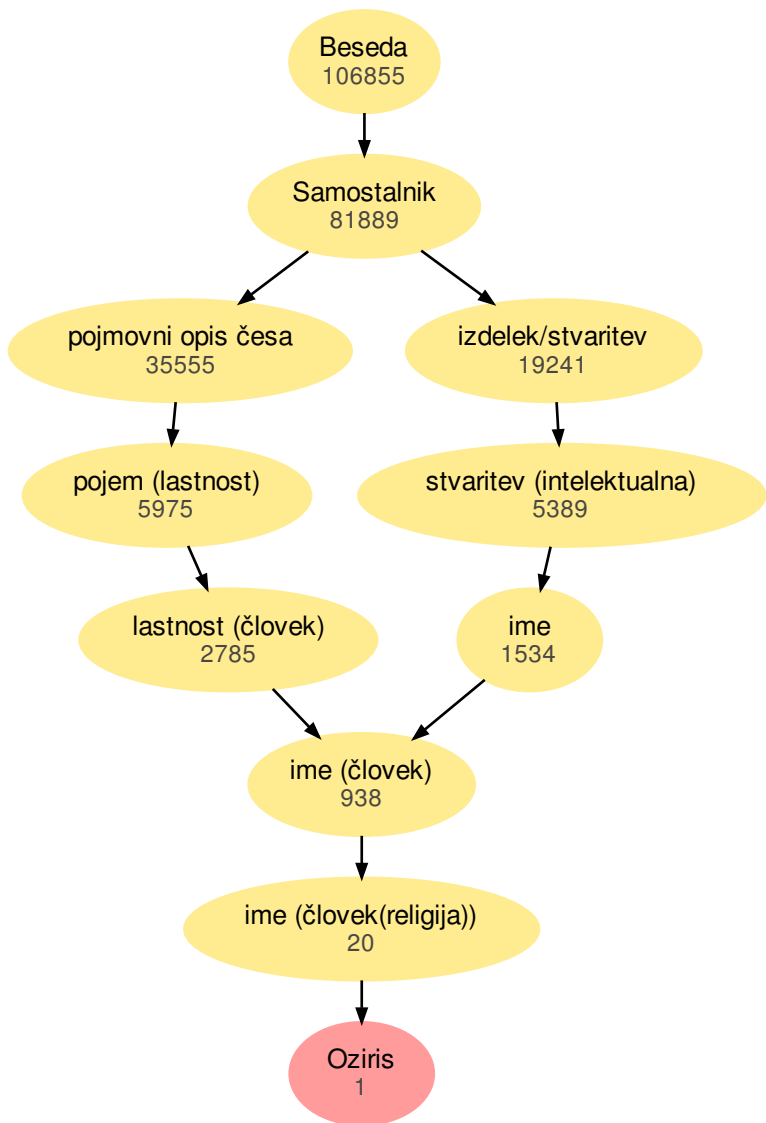 Beseda
106855
Samostalnik
81889
pojmovni opis česa
35555
izdelek/stvaritev
19241
pojem (lastnost)
5975
stvaritev (intelektualna)
5389
lastnost (človek)
2785
ime
1534
ime (človek)
938
ime (človek(religija))
20
Oziris
1